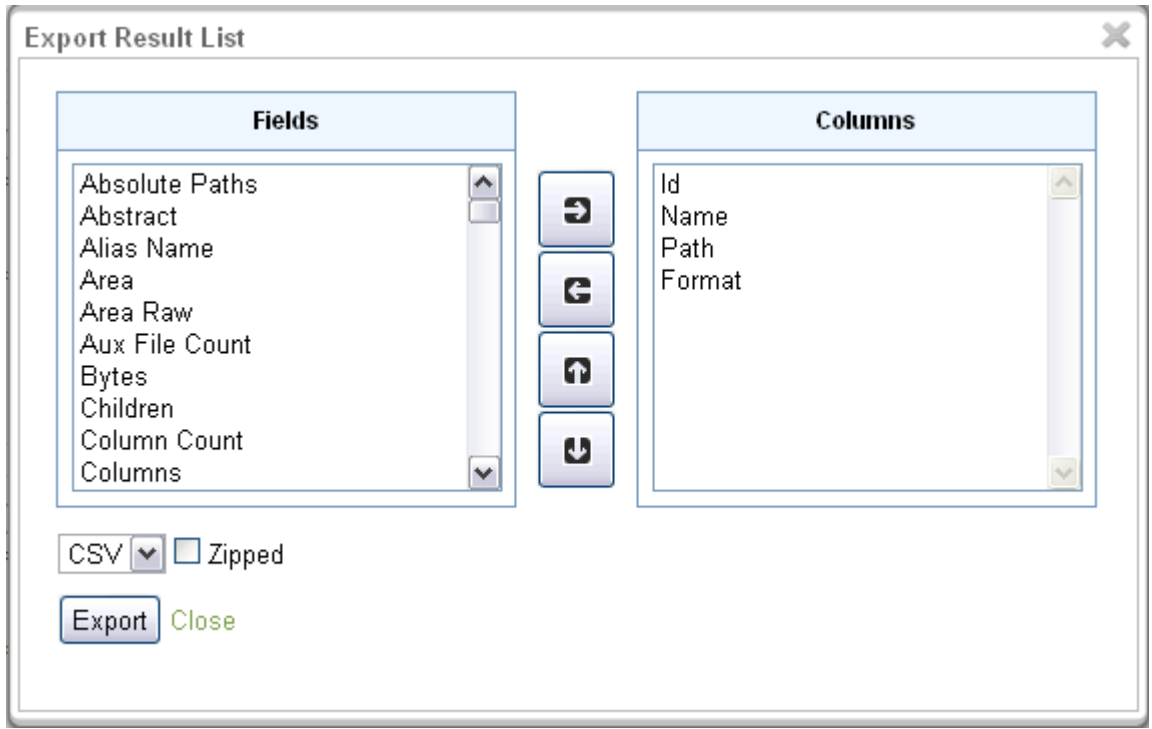 Export Result List
Fields
Absolute Paths
Abstract
Alias Name
Area
Area Raw
Aux File Count
Bytes
Children
Column Count
Columns
Columns
Id
Name
Path
Format
CSV Zipped
Export Close